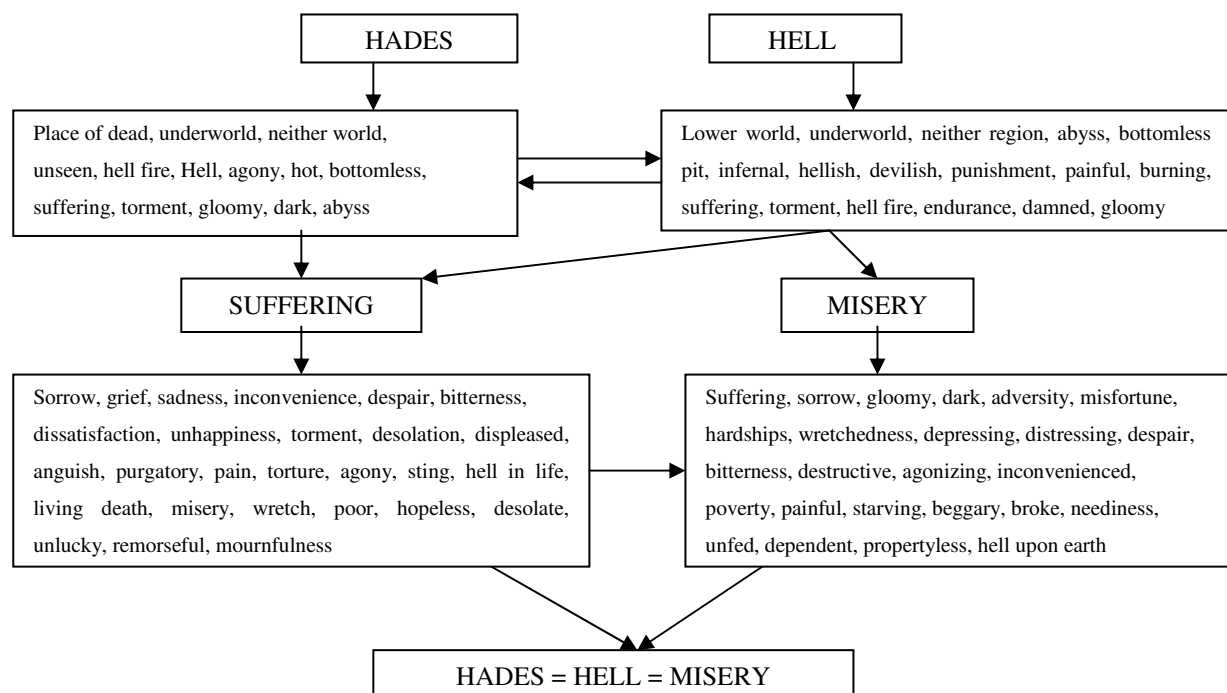 HADES
HELL
Place of dead, underworld, neither world,
unseen, hell fire, Hell, agony, hot, bottomless,
suffering, torment, gloomy, dark, abyss
Lower world, underworld, neither region, abyss, bottomless
pit, infernal, hellish, devilish, punishment, painful, burning,
suffering, torment, hell fire, endurance, damned, gloomy
SUFFERING
MISERY
Sorrow, grief, sadness, inconvenience, despair, bitterness,
dissatisfaction, unhappiness, torment, desolation, displeased,
anguish, purgatory, pain, torture, agony, sting, hell in life,
living death, misery, wretch, poor, hopeless, desolate,
unlucky, remorseful, mournfulness
Suffering, sorrow, gloomy, dark, adversity, misfortune,
hardships, wretchedness, depressing, distressing, despair,
bitterness, destructive, agonizing, inconvenienced,
poverty, painful, starving, beggary, broke, neediness,
unfed, dependent, propertyless, hell upon earth
HADES = HELL = MISERY